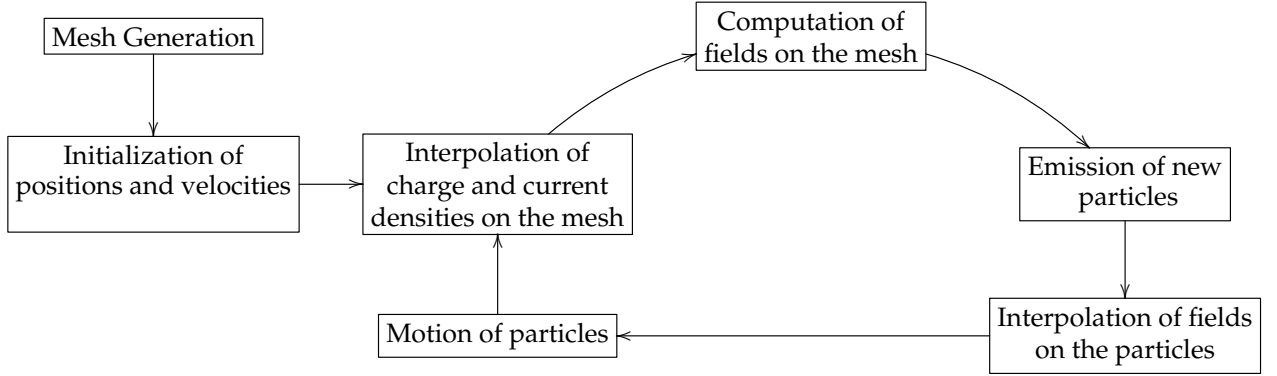 Mesh Generation
Initialization of
positions and velocities
Interpolation of
charge and current
densities on the mesh
Computation of
fields on the mesh
Emission of new
particles
Interpolation of fields
on the particles
Motion of particles